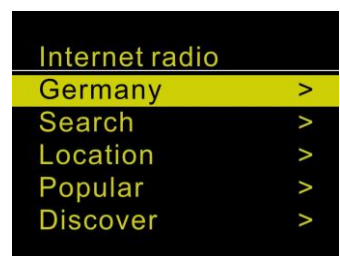 Internet radio
Germany >
Search >
Location >
Popular >
Discover >